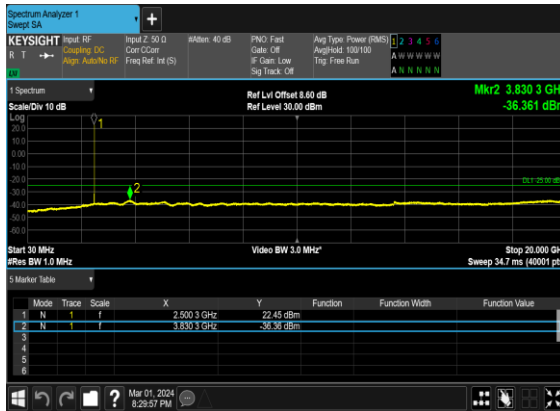 Spectrum Analyzer 1
Swept SA
+
KEYSIGHT
R T
Input: RF
Coupling: DC
Align: Auto/No RF
Input Z: 50 Ω
Corr CCorr
Freq Ref: Int (S)
#Atten: 40 dB
PNO: Fast
Gate: Off
IF Gain: Low
Sig Track: Off
Avg Type: Power (RMS)
Avg|Hold: 100/100
Trig: Free Run
1 2 3 4 5 6
A W W W W W
A N N N N N
1 Spectrum
Scale/Div 10 dB
Log
Ref Lvl Offset 8.60 dB
Ref Level 30.00 dBm
Mkr2 3.830 3 GHz
-36.361 dBm
20.0
10.0
0.00
-10.0
-20.0
-30.0
-40.0
-50.0
-60.0
1
2
DL1 -25.00 dB
Start 30 MHz
#Res BW 1.0 MHz
Video BW 3.0 MHz*
Stop 20.000 GH
Sweep 34.7 ms (40001 pt
5 Marker Table
Mode Trace Scale X Y Function Function Width Function Value
1 N 1 f 2.500 3 GHz 22.45 dBm
2 N 1 f 3.830 3 GHz -36.36 dBm
3
4
5
6
?
Mar 01, 2024
8:29:57 PM